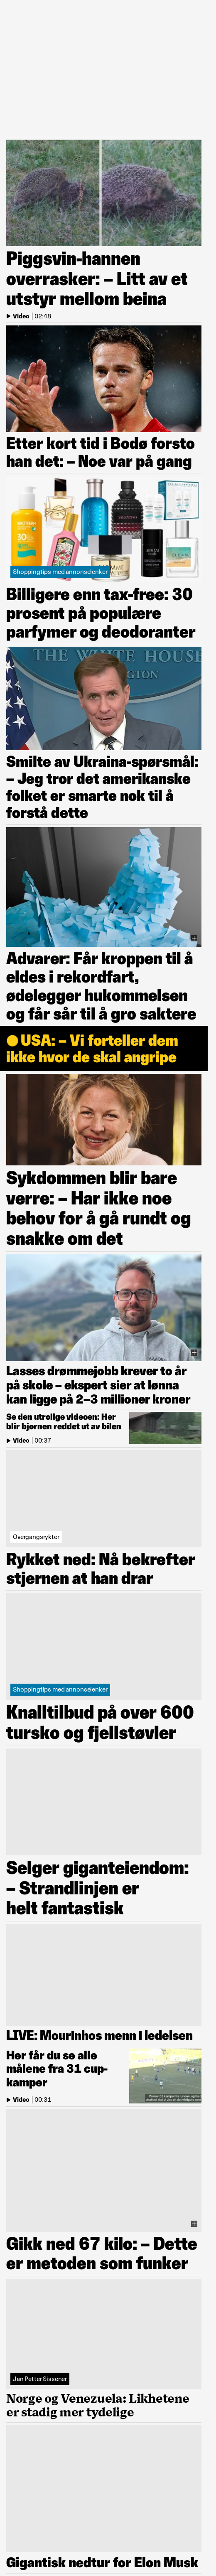 Piggsvin-hannen
overrasker: – Litt av et
utstyr mellom beina
Video | 02:48
Etter kort tid i Bodø forsto
han det: – Noe var på gang
Shoppingtips med annonselenker
Billigere enn tax-free: 30
prosent på populære
parfymer og deodoranter
THE WHITE HOUSE
WASHINGTON
Smilte av Ukraina-spørsmål:
– Jeg tror det amerikanske
folket er smarte nok til å
forstå dette
Advarer: Får kroppen til å
eldes i rekordfart,
ødelegger hukommelsen
og får sår til å gro saktere
USA: – Vi forteller dem
ikke hvor de skal angripe
Sykdommen blir bare
verre: – Har ikke noe
behov for å gå rundt og
snakke om det
Lasses drømmejobb krever to år
på skole – ekspert sier at lønna
kan ligge på 2–3 millioner kroner
Se den utrolige videoen: Her
blir bjørnen reddet ut av bilen
Video | 00:37
Overgangsrykter
Rykket ned: Nå bekrefter
stjernen at han drar
Shoppingtips med annonselenker
Knalltilbud på over 600
tursko og fjellstøvler
Selger giganteiendom:
– Strandlinjen er
helt fantastisk
LIVE: Mourinhos menn i ledelsen
Her får du se alle
målene fra 31 cup-
kamper
Video | 00:31
Gikk ned 67 kilo: – Dette
er metoden som funker
Jan Petter Sissener
Norge og Venezuela: Likhetene
er stadig mer tydelige
Gigantisk nedtur for Elon Musk